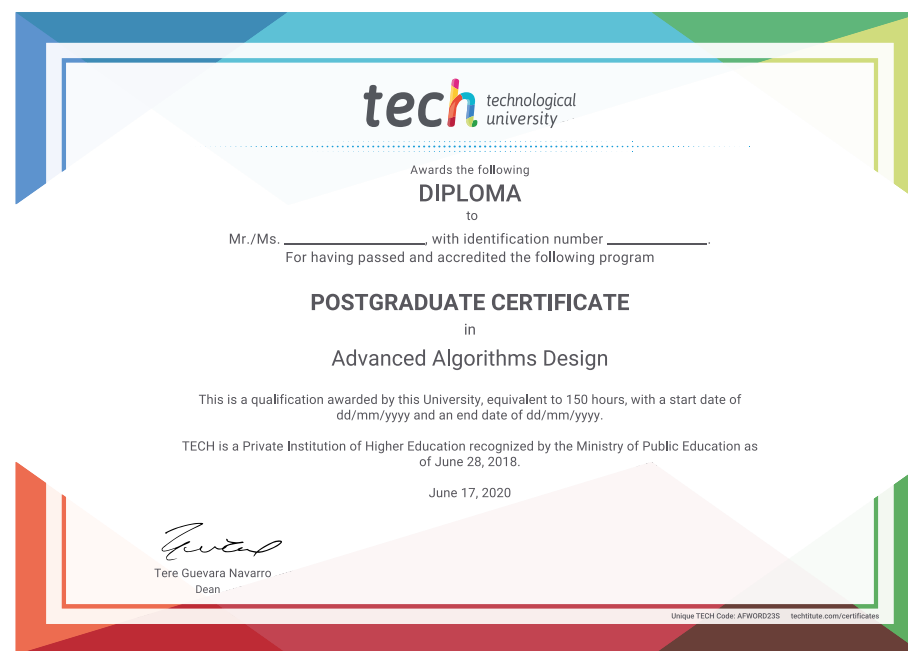 tech technological
university
Awards the following
DIPLOMA
to
Mr./Ms. ____________, with identification number ____________.
For having passed and accredited the following program
POSTGRADUATE CERTIFICATE
in
Advanced Algorithms Design
This is a qualification awarded by this University, equivalent to 150 hours, with a start date of
dd/mm/yyyy and an end date of dd/mm/yyyy.
TECH is a Private Institution of Higher Education recognized by the Ministry of Public Education as
of June 28, 2018.
June 17, 2020
Tere Guevara Navarro
Dean
Unique TECH Code: AFWORD23S techtitute.com/certificates